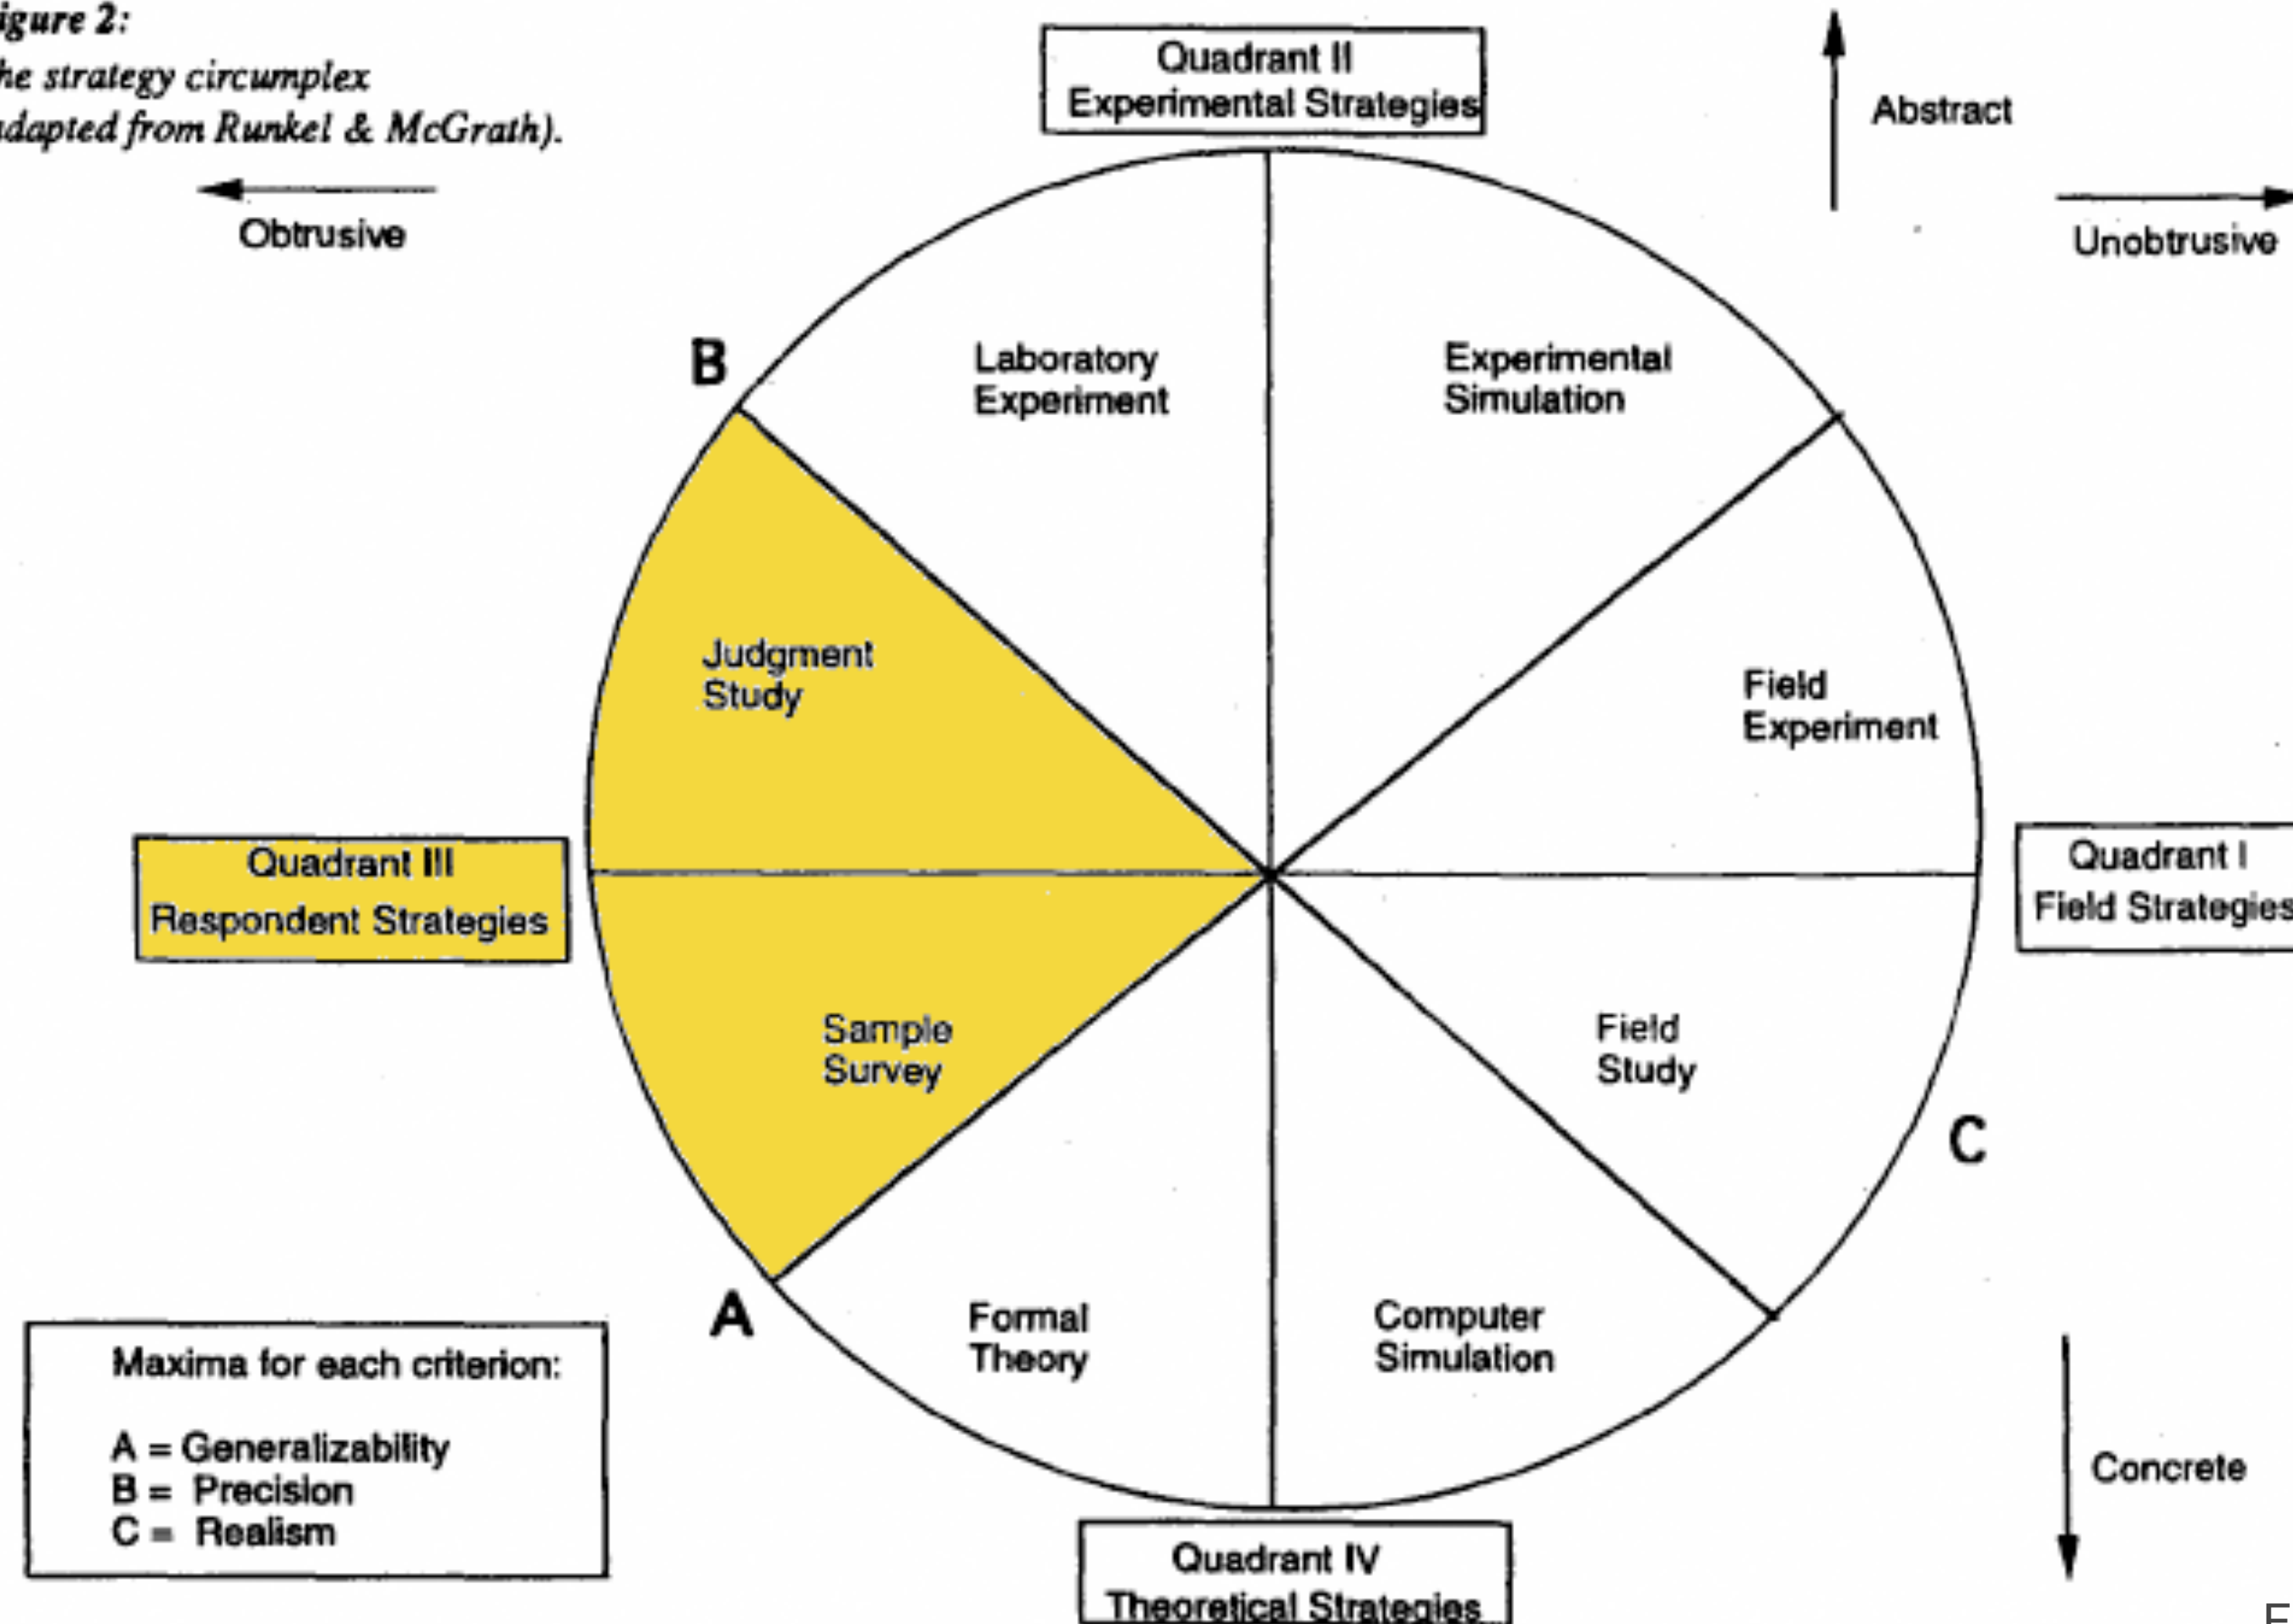 igure 2:
he strategy circumplex
dapted from Runkel & McGrath).
Obtrusive
Quadrant II
Experimental Strategies
Abstract
Unobtrusive
B
Laboratory
Experiment
Experimental
Simulation
Judgment
Study
Field
Experiment
Quadrant III
Respondent Strategies
Quadrant I
Field Strategies
Sample
Survey
Field
Study
C
A
Formal
Theory
Computer
Simulation
Maxima for each criterion:
A = Generalizability
B = Precision
C = Realism
Concrete
Quadrant IV
Theoretical Strategies